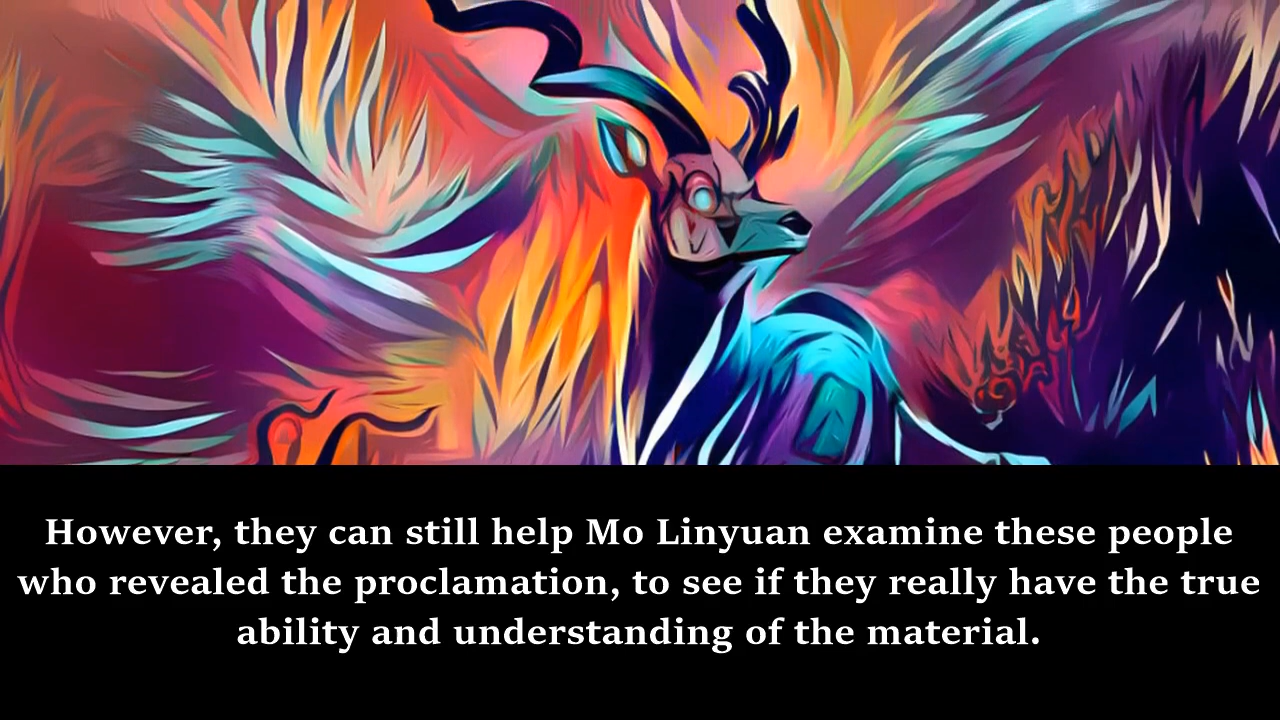 However, they can still help Mo Linyuan examine these people
who revealed the proclamation, to see if they really have the true
ability and understanding of the material.